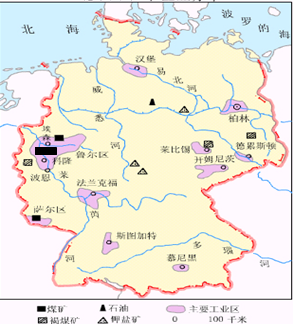 北 海
波 罗 的 海
汉堡
易
北
河
威
悉
河
柏林
埃森
鲁尔区
科隆
波恩
莱
茵
河
莱比锡
德累斯顿
开姆尼茨
法兰克福
萨尔区
斯图加特
多
瑙
河
慕尼黑
煤矿
石油
主要工业区
褐煤矿
钾盐矿
0 100 千米